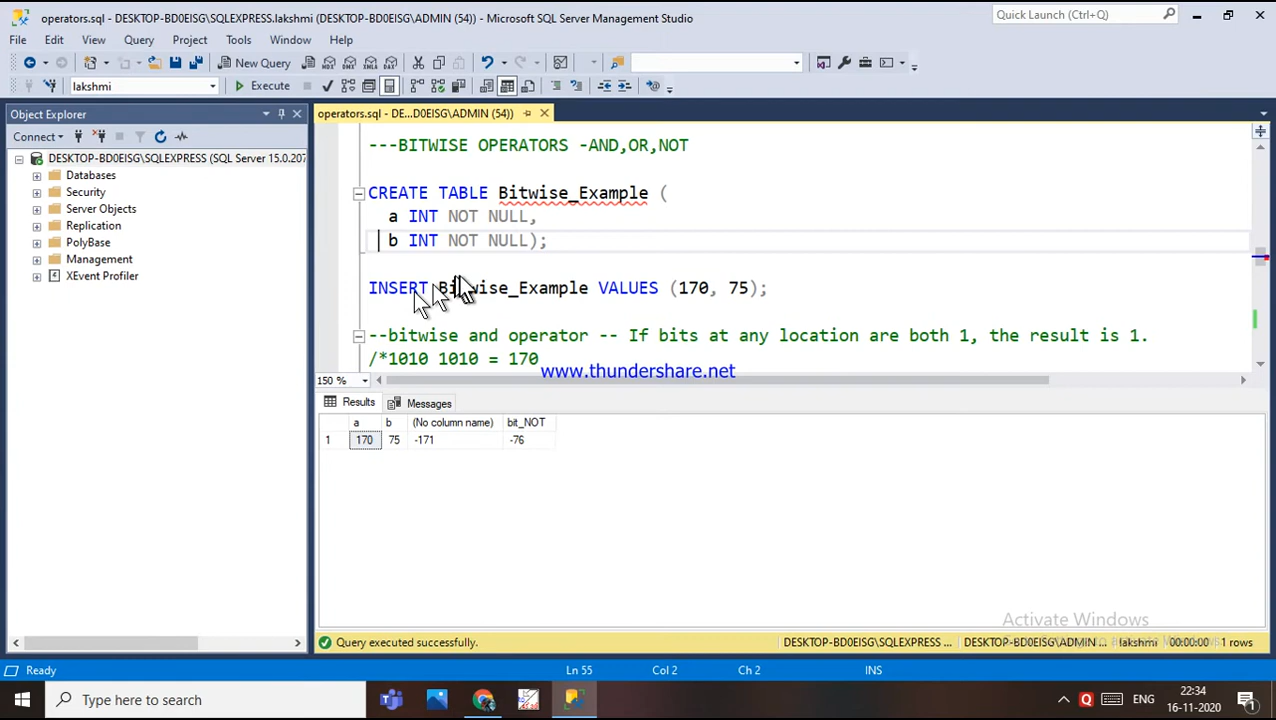 operators.sql - DESKTOP-BD0EISG\SQLEXPRESS.lakshmi (DESKTOP-BD0EISG\ADMIN (54)) - Microsoft SQL Server Management Studio
Quick Launch (Ctrl+Q)
File Edit View Query Project Tools Window Help
New Query
MDX DMX XMLA DAX
lakshmi
Execute
Object Explorer
Connect
DESKTOP-BD0EISG\SQLEXPRESS (SQL Server 15.0.207
Databases
Security
Server Objects
Replication
PolyBase
Management
XEvent Profiler
operators.sql - DE...D0EISG\ADMIN (54))
---BITWISE OPERATORS -AND,OR,NOT
CREATE TABLE Bitwise_Example (
a INT NOT NULL,
b INT NOT NULL);
INSERT Bitwise_Example VALUES (170, 75);
--bitwise and operator -- If bits at any location are both 1, the result is 1.
/*1010 1010 = 170
www.thundershare.net
150 %
Results Messages
a b (No column name) bit_NOT
1 170 75 -171 -76
Activate Windows
Query executed successfully.
DESKTOP-BD0EISG\SQLEXPRESS ... DESKTOP-BD0EISG\ADMIN ... lakshmi 00:00:00 1 rows
Ready Ln 55 Col 2 Ch 2 INS
Type here to search
ENG
22:34
16-11-2020
1